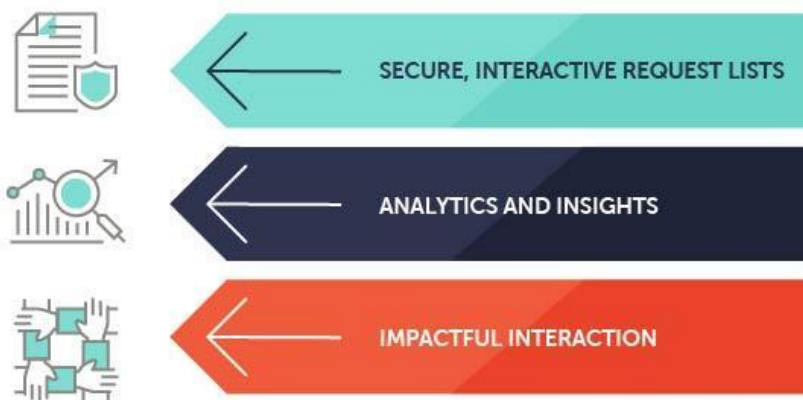 SECURE, INTERACTIVE REQUEST LISTS
ANALYTICS AND INSIGHTS
IMPACTFUL INTERACTION